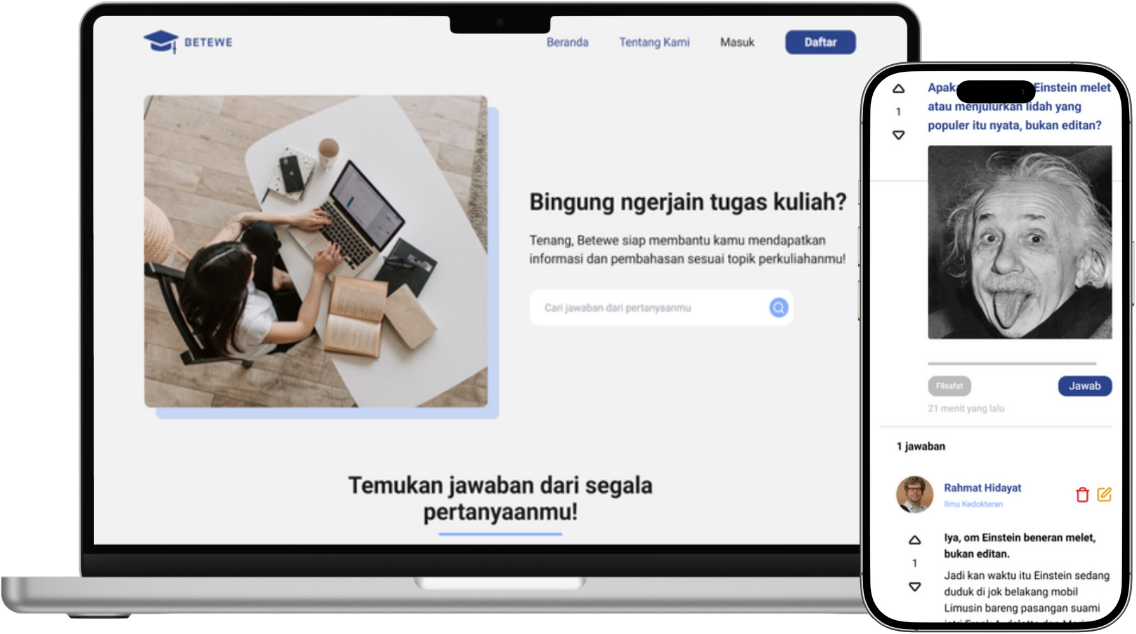 BETEWE
Beranda
Tentang Kami
Masuk
Daftar
Bingung ngerjain tugas kuliah?
Tenang, Betewe siap membantu kamu mendapatkan
informasi dan pembahasan sesuai topik perkuliahanmu!
Cari jawaban dari pertanyaanmu
Temukan jawaban dari segala
pertanyaanmu!
Einstein melet
atau menjulurkan lidah yang
populer itu nyata, bukan editan?
1
Filsafat
Jawab
21 menit yang lalu
1 jawaban
Rahmat Hidayat
Ilmu Kedokteran
Iya, om Einstein beneran melet,
bukan editan.
1
Jadi kan waktu itu Einstein sedang
duduk di jok belakang mobil
Limusin bareng pasangan suami